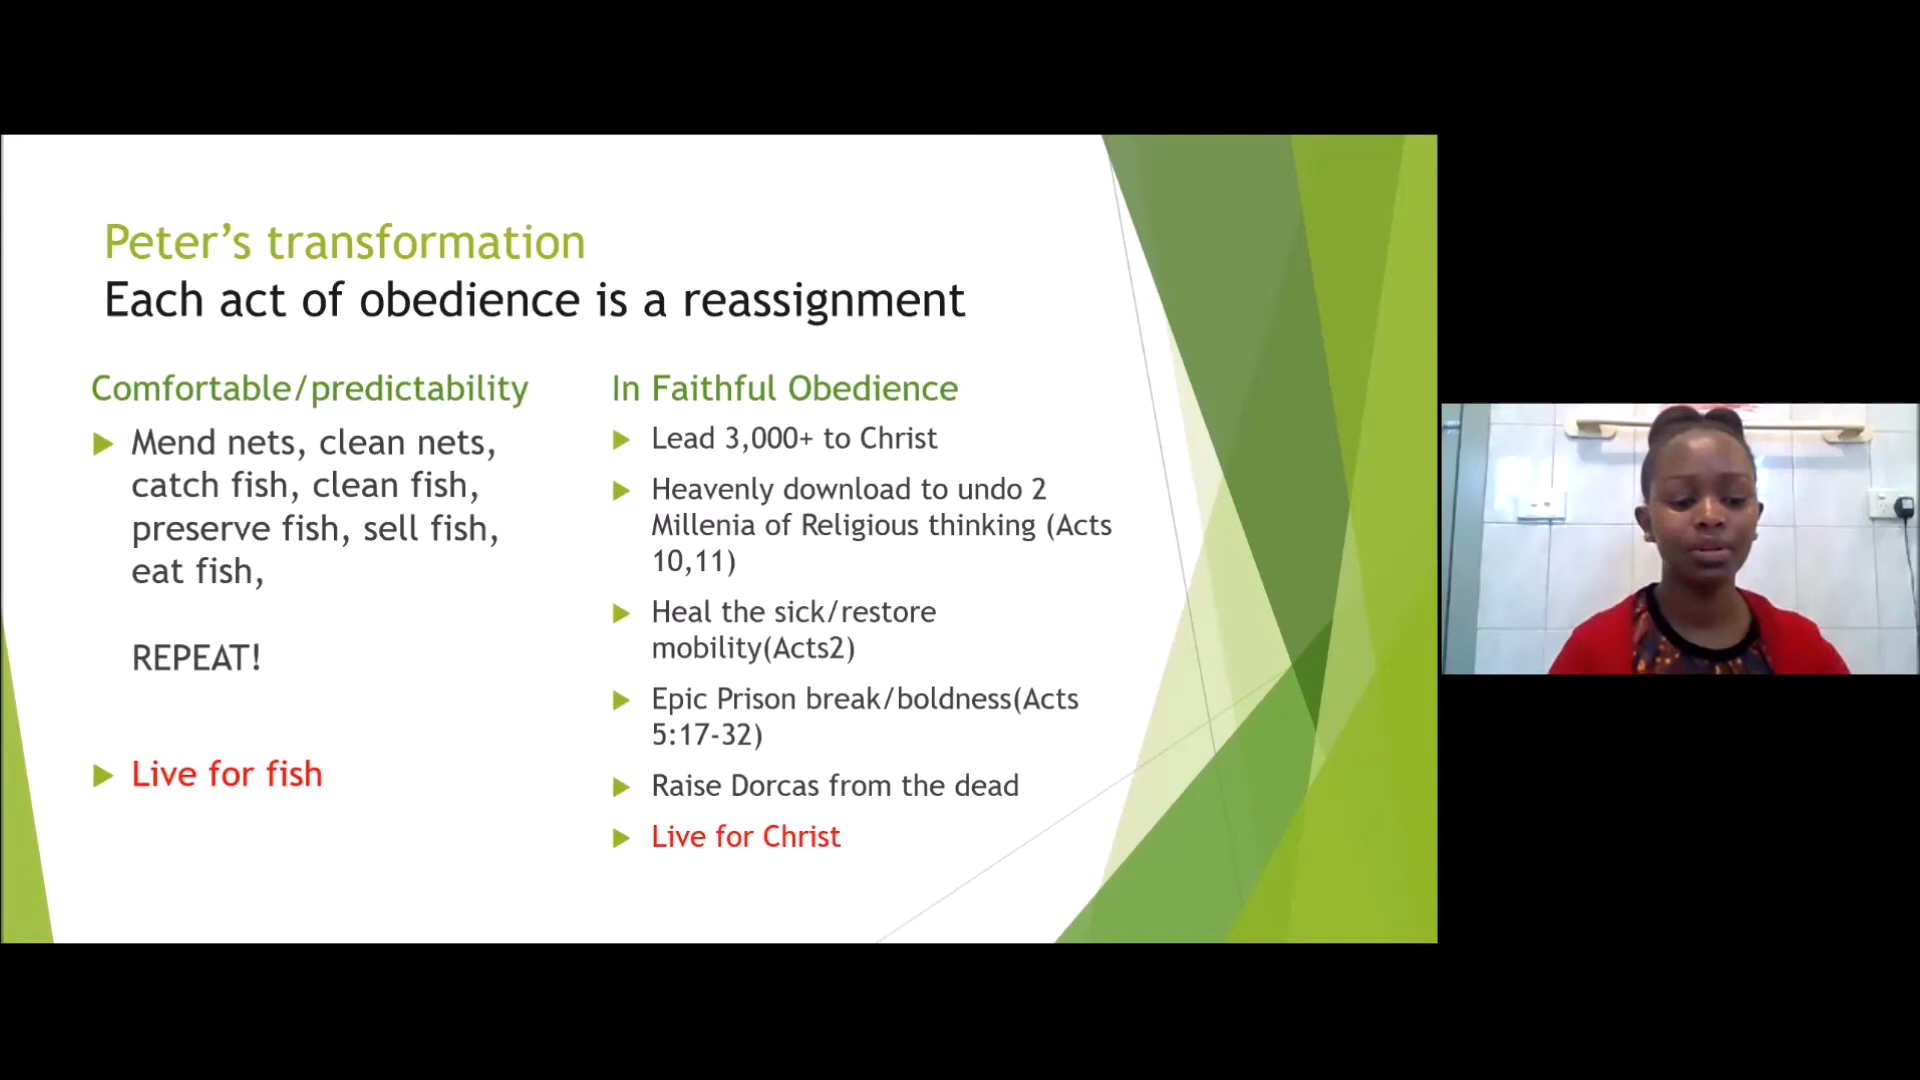 Peter’s transformation
Each act of obedience is a reassignment
Comfortable/predictability
Mend nets, clean nets,
catch fish, clean fish,
preserve fish, sell fish,
eat fish,
REPEAT!
Live for fish
In Faithful Obedience
Lead 3,000+ to Christ
Heavenly download to undo 2
Millenia of Religious thinking (Acts
10,11)
Heal the sick/restore
mobility(Acts2)
Epic Prison break/boldness(Acts
5:17-32)
Raise Dorcas from the dead
Live for Christ